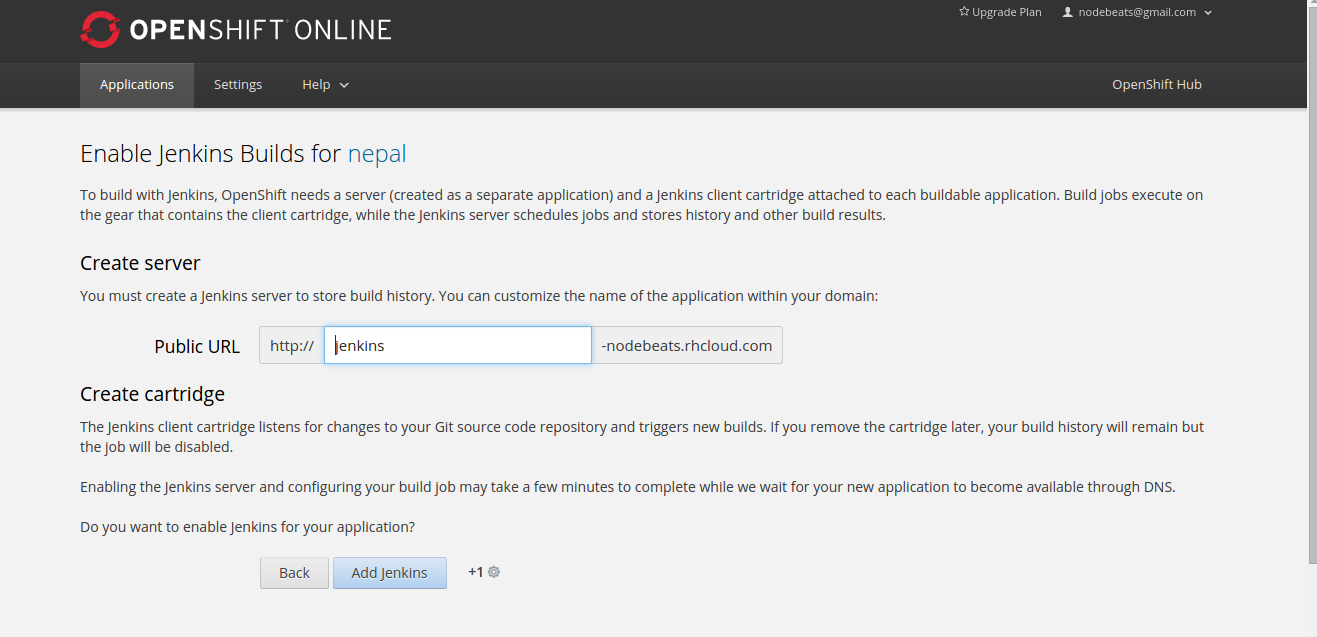 OPENSHIFT ONLINE
Upgrade Plan nodebeats@gmail.com
Applications Settings Help OpenShift Hub
Enable Jenkins Builds for nepal
To build with Jenkins, OpenShift needs a server (created as a separate application) and a Jenkins client cartridge attached to each buildable application. Build jobs execute on
the gear that contains the client cartridge, while the Jenkins server schedules jobs and stores history and other build results.
Create server
You must create a Jenkins server to store build history. You can customize the name of the application within your domain:
Public URL http:// jenkins -nodebeats.rhcloud.com
Create cartridge
The Jenkins client cartridge listens for changes to your Git source code repository and triggers new builds. If you remove the cartridge later, your build history will remain but
the job will be disabled.
Enabling the Jenkins server and configuring your build job may take a few minutes to complete while we wait for your new application to become available through DNS.
Do you want to enable Jenkins for your application?
Back Add Jenkins +1